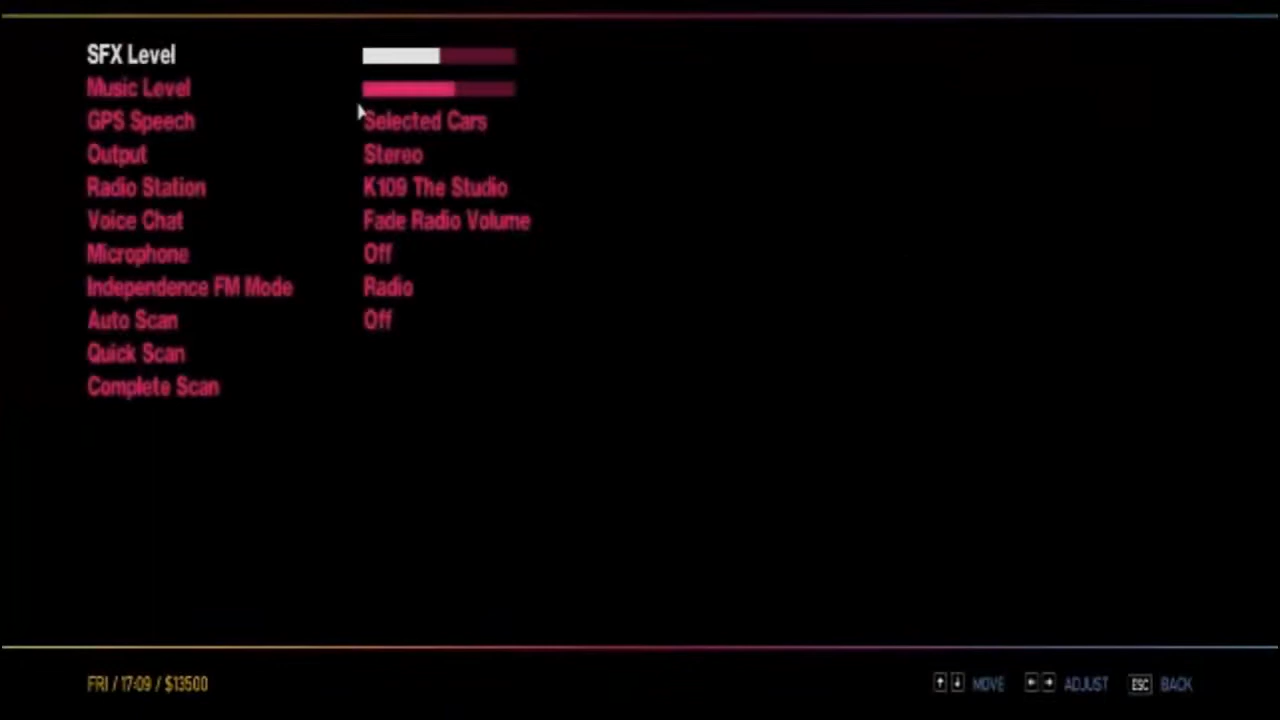 SFX Level
Music Level
GPS Speech Selected Cars
Output Stereo
Radio Station K109 The Studio
Voice Chat Fade Radio Volume
Microphone Off
Independence FM Mode Radio
Auto Scan Off
Quick Scan
Complete Scan
FRI / 17:09 / $13500 MOVE ADJUST ESC BACK